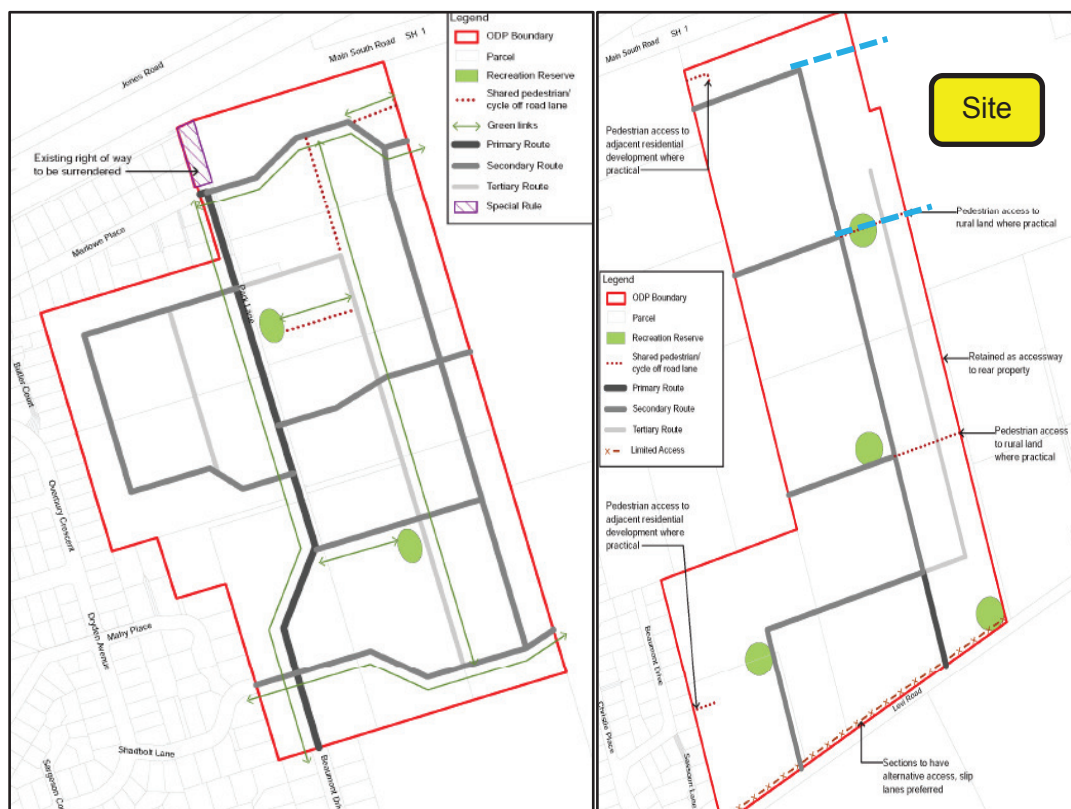 Legend
ODP Boundary
Parcel
Recreation Reserve
Shared pedestrian/
cycle off road lane
Green links
Primary Route
Secondary Route
Tertiary Route
Special Rule
Jones Road
Main South Road SH 1
Existing right of way
to be surrendered
Marlowe Place
Park Lane
Butler Court
Overbury Crescent
Dryden Avenue
Malby Place
Shadbolt Lane
Main South Road SH 1
Site
Pedestrian access to
adjacent residential
development where
practical
Pedestrian access to
rural land where practical
Legend
ODP Boundary
Parcel
Recreation Reserve
Shared pedestrian/
cycle off road lane
Primary Route
Secondary Route
Tertiary Route
Limited Access
Retained as accessway
to rear property
Pedestrian access
to rural land
where practical
Pedestrian access to
adjacent residential
development where
practical
Beaumont Drive
Christie Place
Sassoon Lane
Levi Road
Sections to have
alternative access, slip
lanes preferred